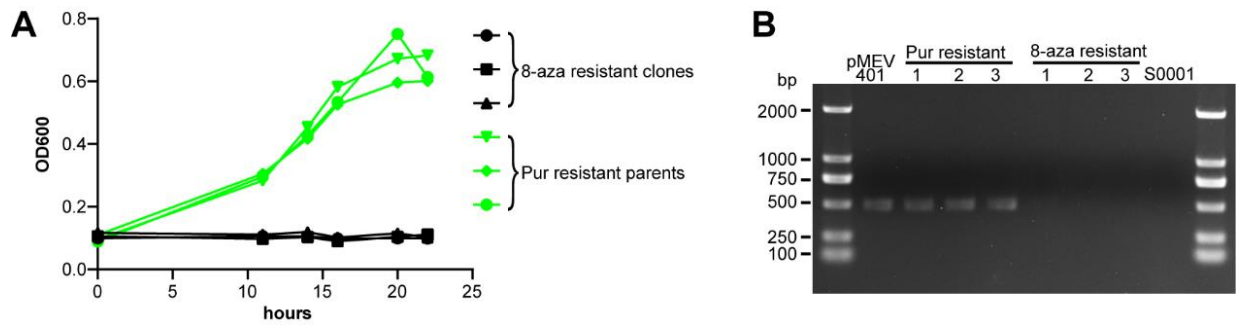 A
0.8
0.6
0.4
0.2
0.0
OD600
0 5 10 15 20 25
hours
8-aza resistant clones
Pur resistant parents
B
bp
pMEV
401
Pur resistant
1 2 3
8-aza resistant
1 2 3
S0001
2000
1000
750
500
250
100